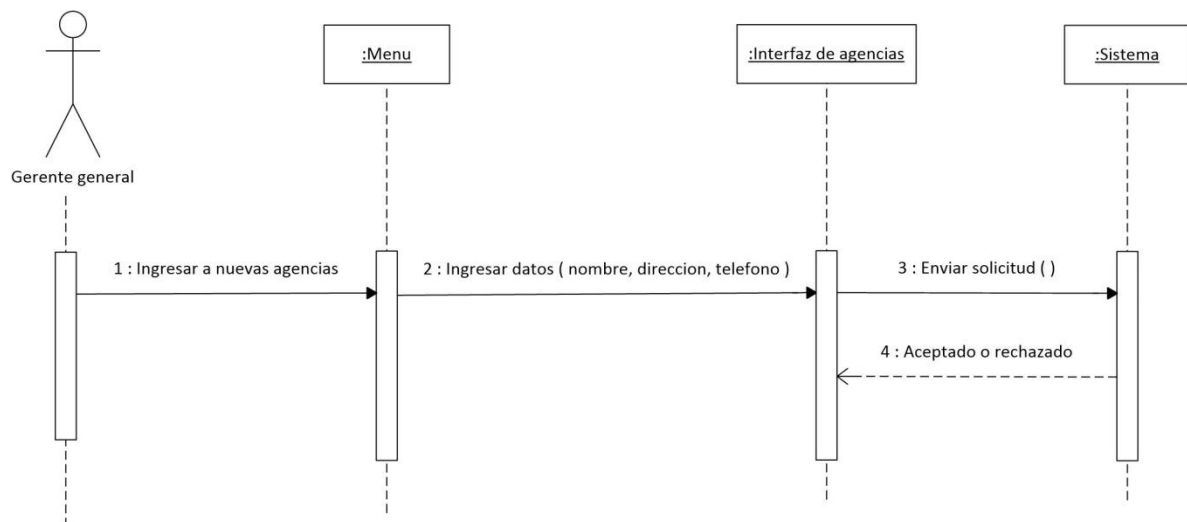 :Menu
:Interfaz de agencias
:Sistema
Gerente general
1 : Ingresar a nuevas agencias
2 : Ingresar datos ( nombre, direccion, telefono )
3 : Enviar solicitud ( )
4 : Aceptado o rechazado